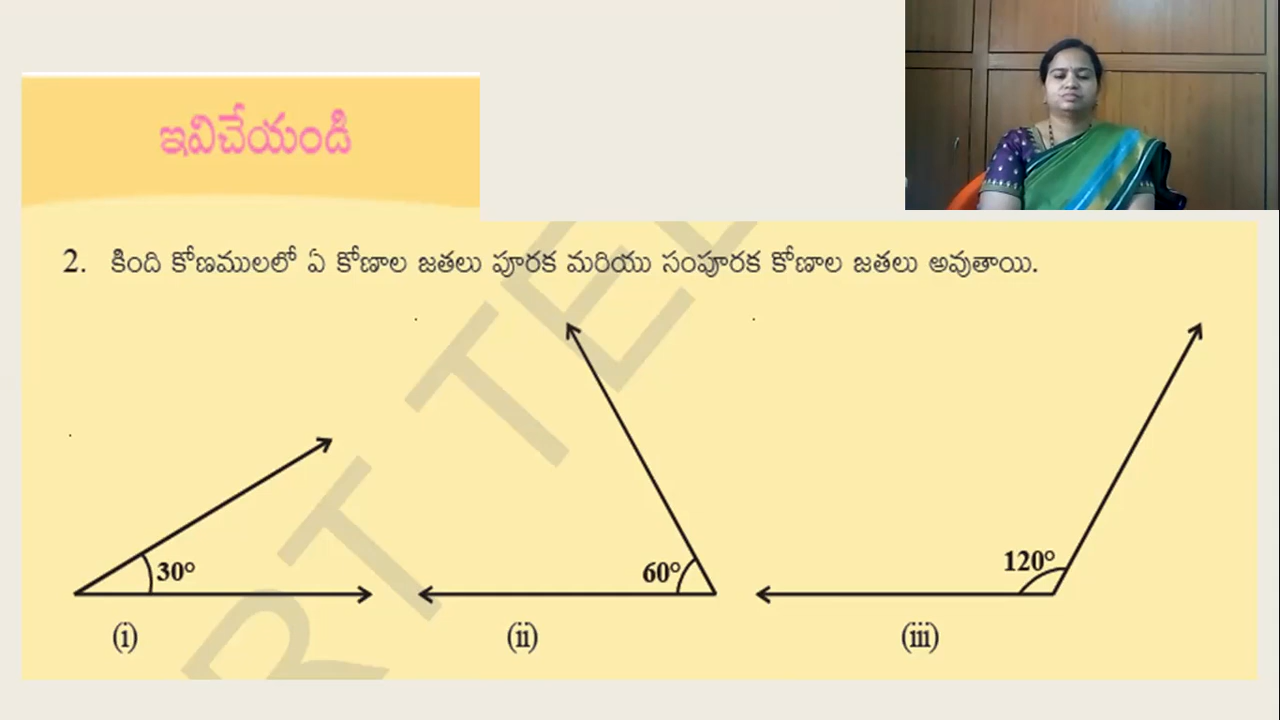 ఇవిచేయండి
2. కింది కోణములలో ఏ కోణాల జతలు పూరక మరియు సంపూరక కోణాల జతలు అవుతాయి.
30°
60°
120°
(i)
(ii)
(iii)